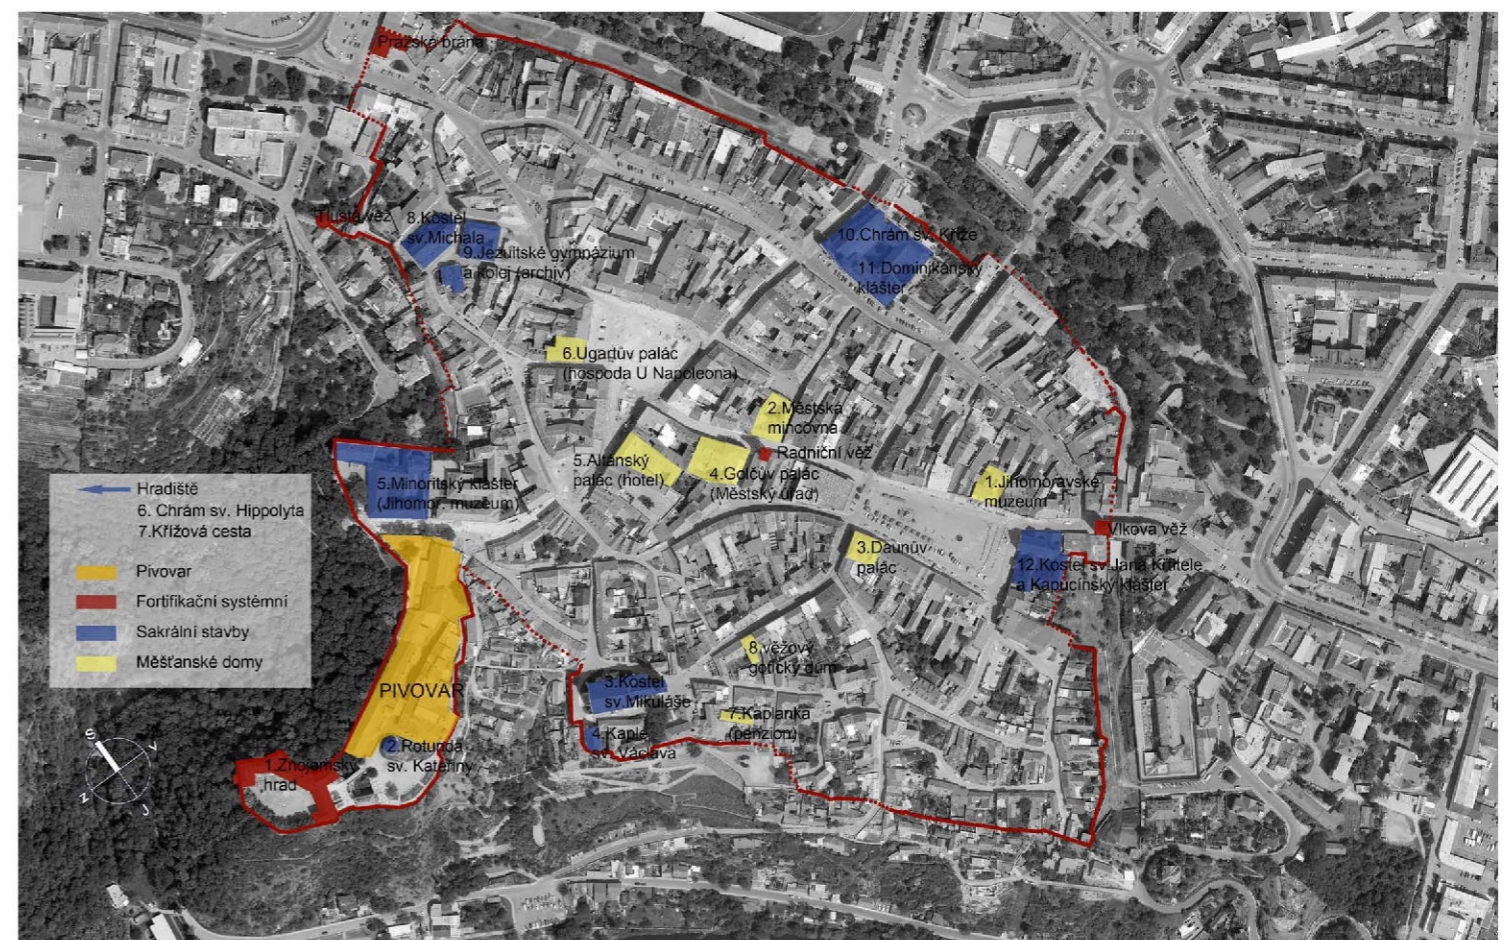 Pražská brána
Tlustá věž
8.Kostel
sv.Michala
9.Jezuitské gymnázium
a kolej (archiv)
10.Chrám sv. Kříže
11.Dominikánský
klášter
6.Ugartův palác
(hospoda U Napoleona)
2.Městská
mincovna
Radniční věž
5.Altánský
palác (hotel)
4.Golčův palác
(Městský úřad)
1.Jihomoravské
muzeum
5.Minoritský klášter
(Jihomor. muzeum)
Vlkova věž
3.Daunův
palác
12.Kostel sv.Jana Křtitele
a Kapucínský klášter
Hradiště
6. Chrám sv. Hippolyta
7.Křížová cesta
Pivovar
Fortifikační systémní
Sakrální stavby
Měšťanské domy
8.věžový
gotický dům
3.Kostel
sv.Mikuláše
PIVOVAR
7.Kaplanka
(penzion)
4.Kaple
sv. Václava
2.Rotunda
sv. Kateřiny
1.Znojemský
hrad
S
V
Z
J